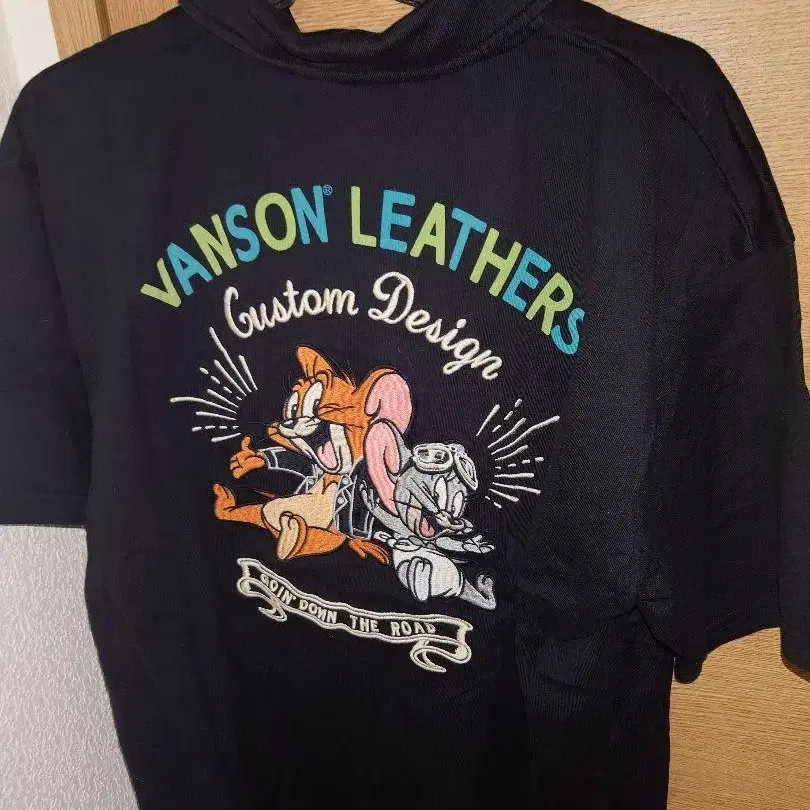 VANSON® LEATHERS
Custom Design
GOIN' DOWN THE ROAD